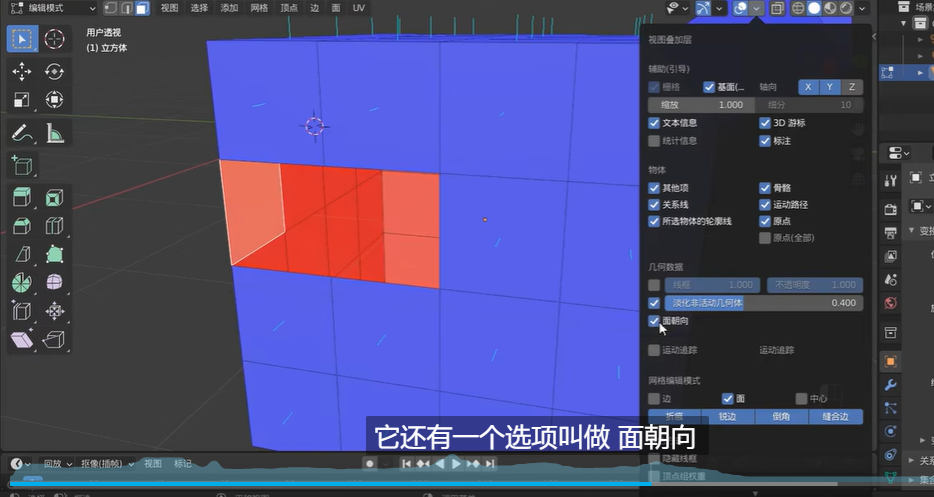 编辑模式
视图 选择 添加 网格 顶点 边 面 UV
用户透视
(1) 立方体
视图叠加层
辅助(引导)
栅格 基面(... 轴向 X Y Z
缩放 1.000 细分 10
文本信息 3D 游标
统计信息 标注
物体
其他项 骨骼
关系线 运动路径
所选物体的轮廓线 原点
原点(全部)
几何数据
线框 1.000 不透明度 1.000
淡化非活动几何体 0.400
面朝向
运动追踪 运动追踪
网格编辑模式
边 面 中心
折痕 锐边 倒角 缝合边
它还有一个选项叫做 面朝向
隐藏线框
顶点组权重
回放 抠像(插帧) 视图 标记
场景
变换
关系
集合